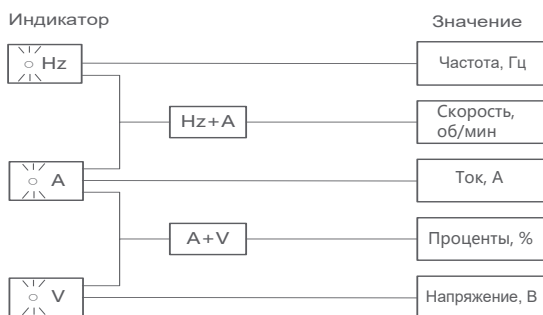 Индикатор Значение
Hz Частота, Гц
Hz+A Скорость,
об/мин
A Ток, А
A+V Проценты, %
V Напряжение, В